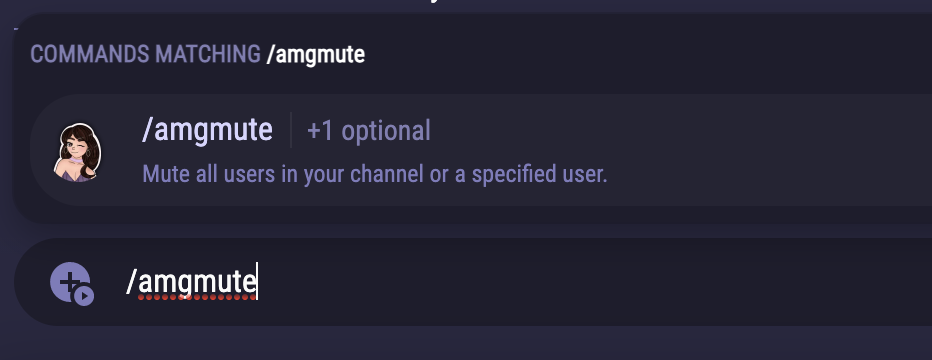 COMMANDS MATCHING /amgmute
/amgmute +1 optional
Mute all users in your channel or a specified user.
/amgmute